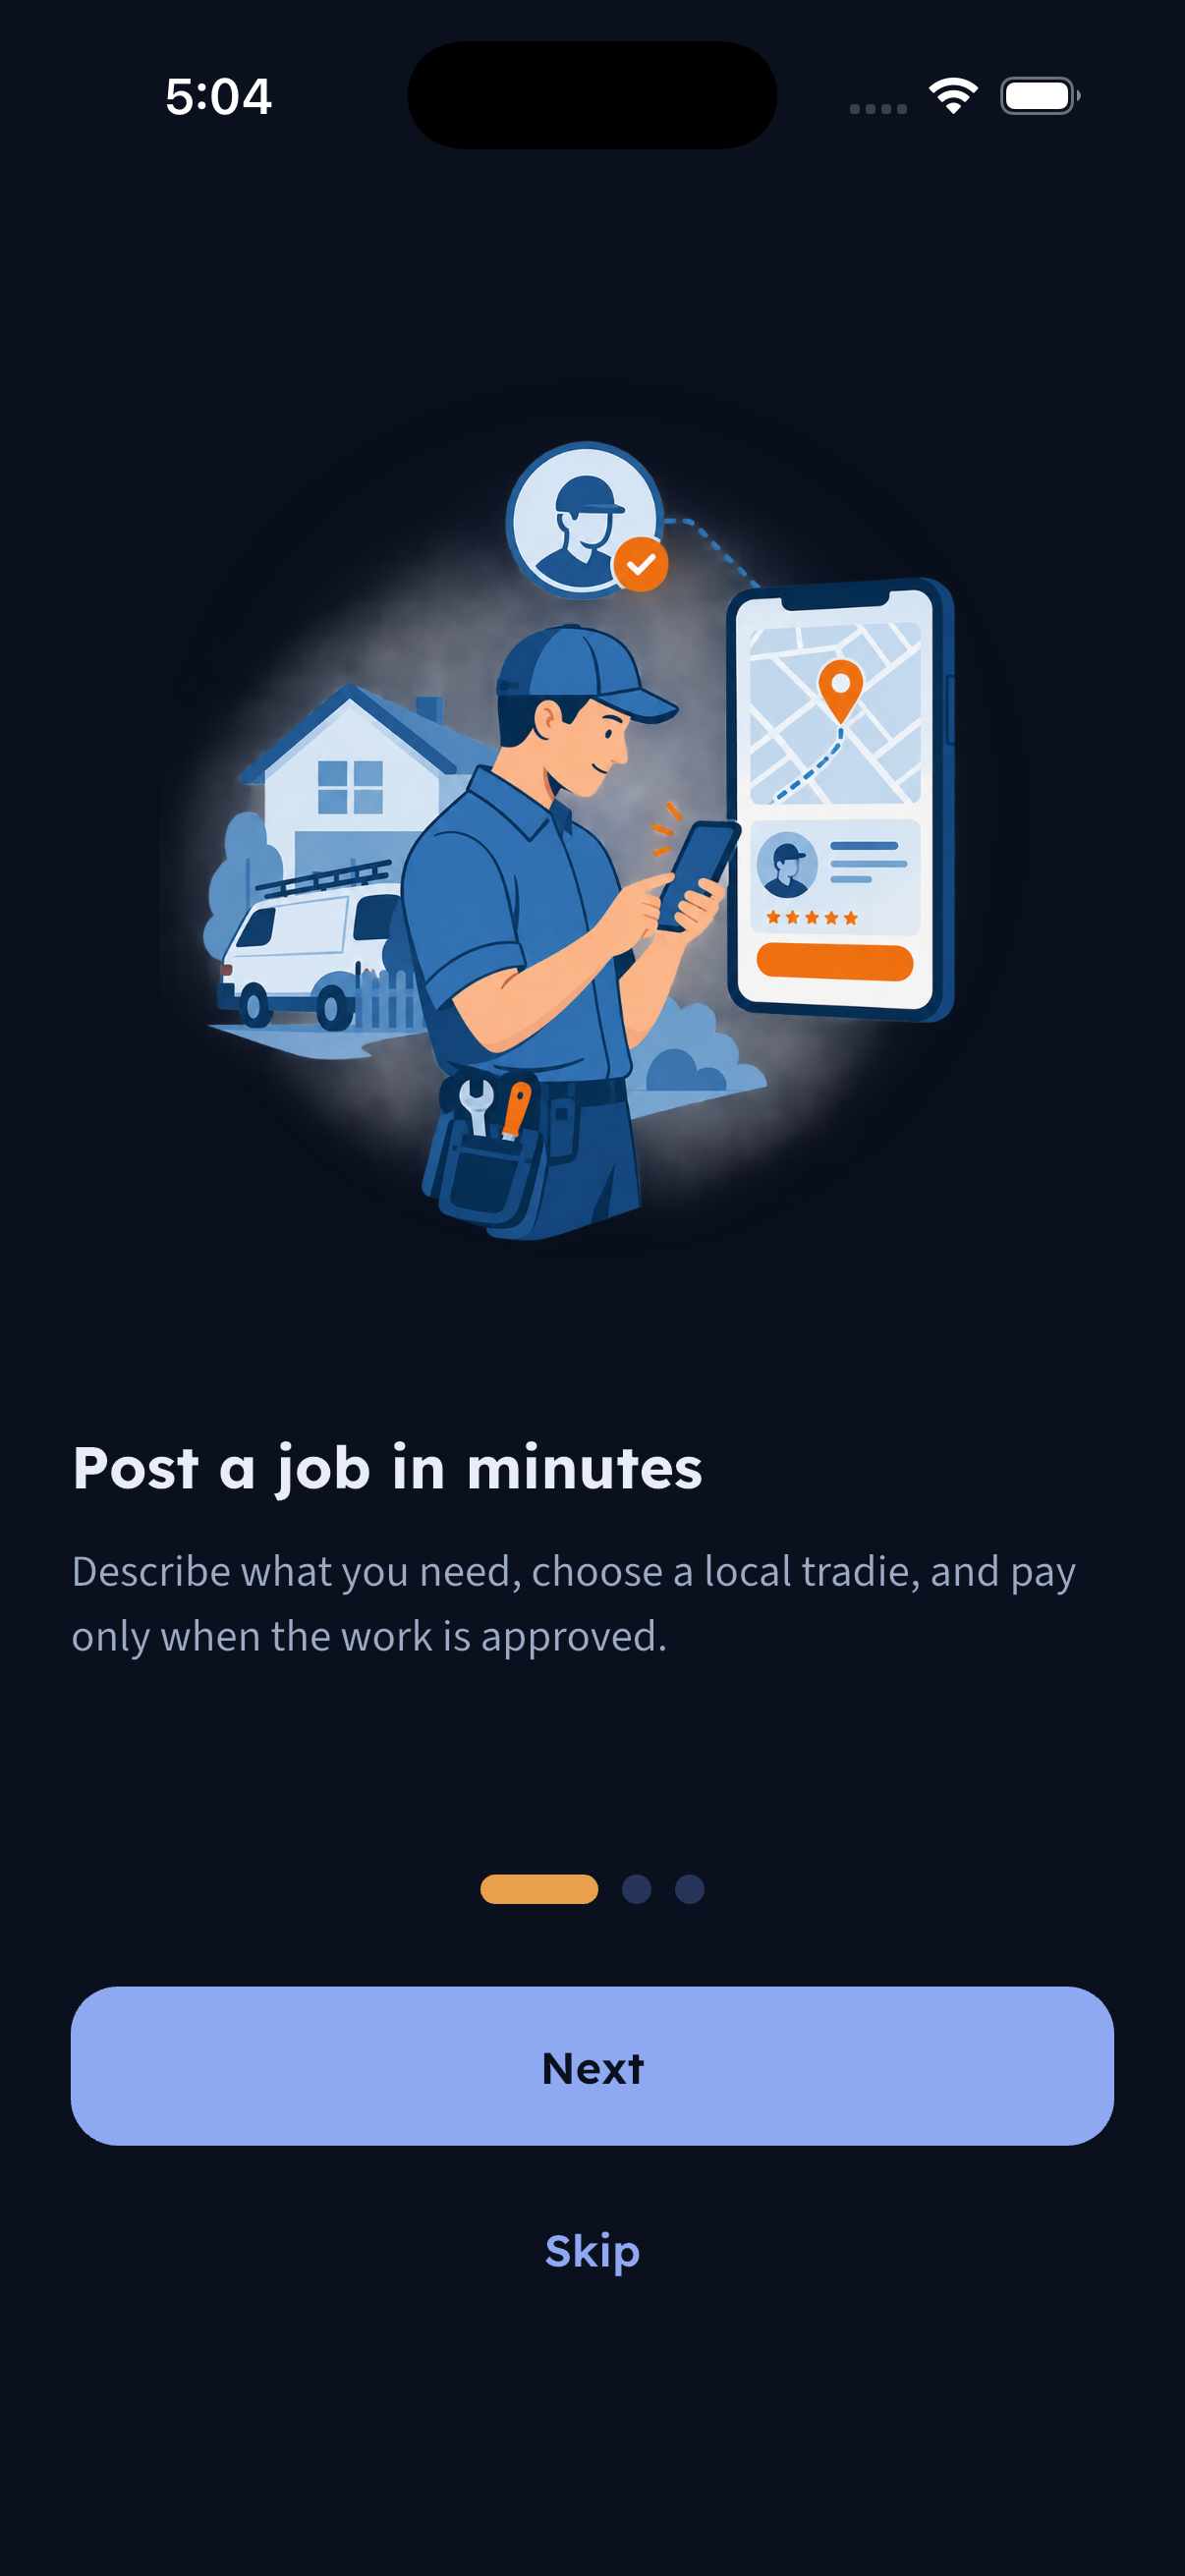 5:04
Post a job in minutes
Describe what you need, choose a local tradie, and pay
only when the work is approved.
Next
Skip